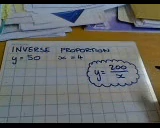 INVERSE PROPORTION
y = 50 x = 4
y = 200/x